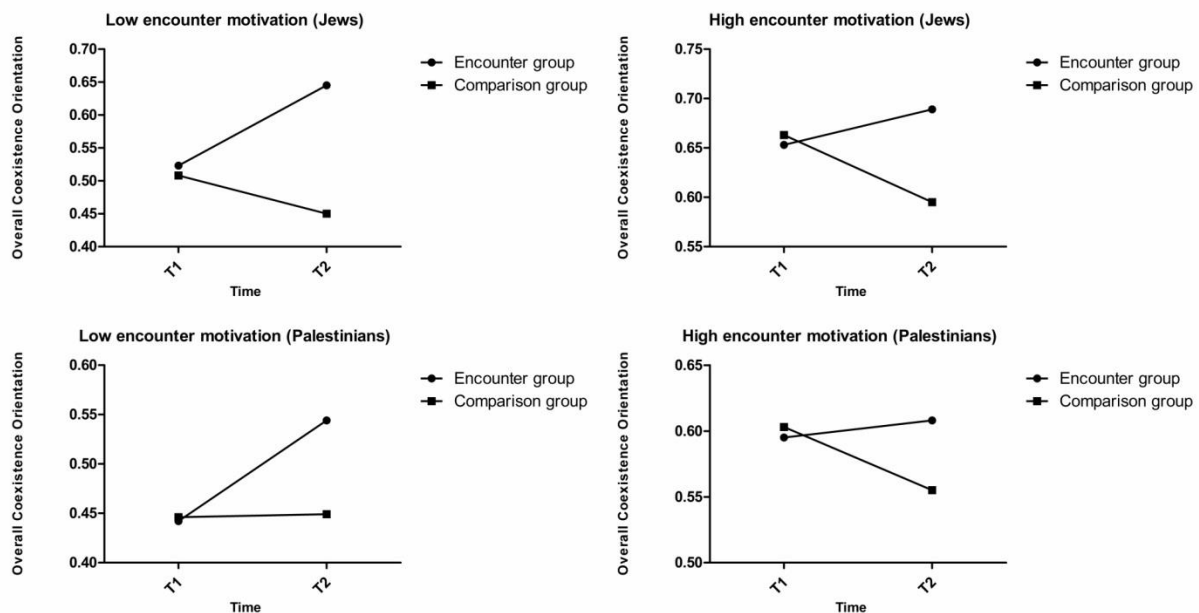 Low encounter motivation (Jews)
Overall Coexistence Orientation
0.70
0.65
0.60
0.55
0.50
0.45
0.40
T1
T2
Time
Encounter group
Comparison group
High encounter motivation (Jews)
Overall Coexistence Orientation
0.75
0.70
0.65
0.60
0.55
T1
T2
Time
Encounter group
Comparison group
Low encounter motivation (Palestinians)
Overall Coexistence Orientation
0.60
0.55
0.50
0.45
0.40
T1
T2
Time
Encounter group
Comparison group
High encounter motivation (Palestinians)
Overall Coexistence Orientation
0.65
0.60
0.55
0.50
T1
T2
Time
Encounter group
Comparison group